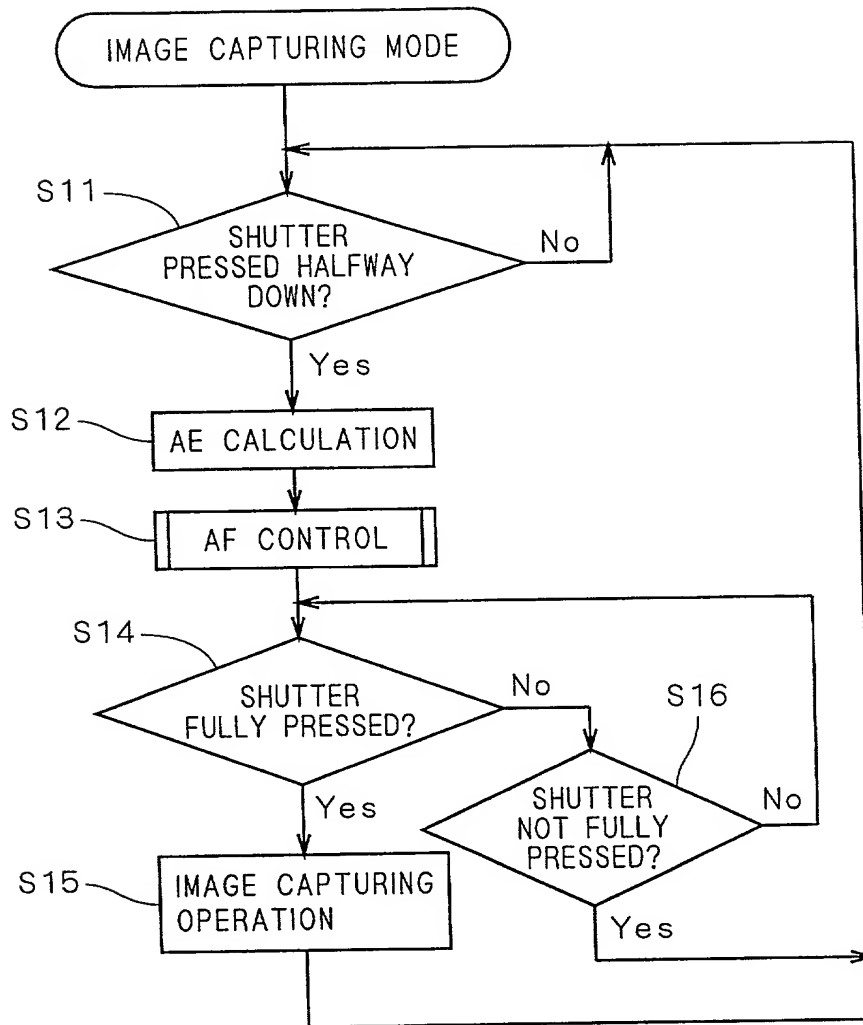 IMAGE CAPTURING MODE
S11
SHUTTER
PRESSED HALFWAY
DOWN?
No
Yes
S12
AE CALCULATION
S13
AF CONTROL
S14
SHUTTER
FULLY PRESSED?
No
S16
Yes
SHUTTER
NOT FULLY
PRESSED?
No
S15
IMAGE CAPTURING
OPERATION
Yes